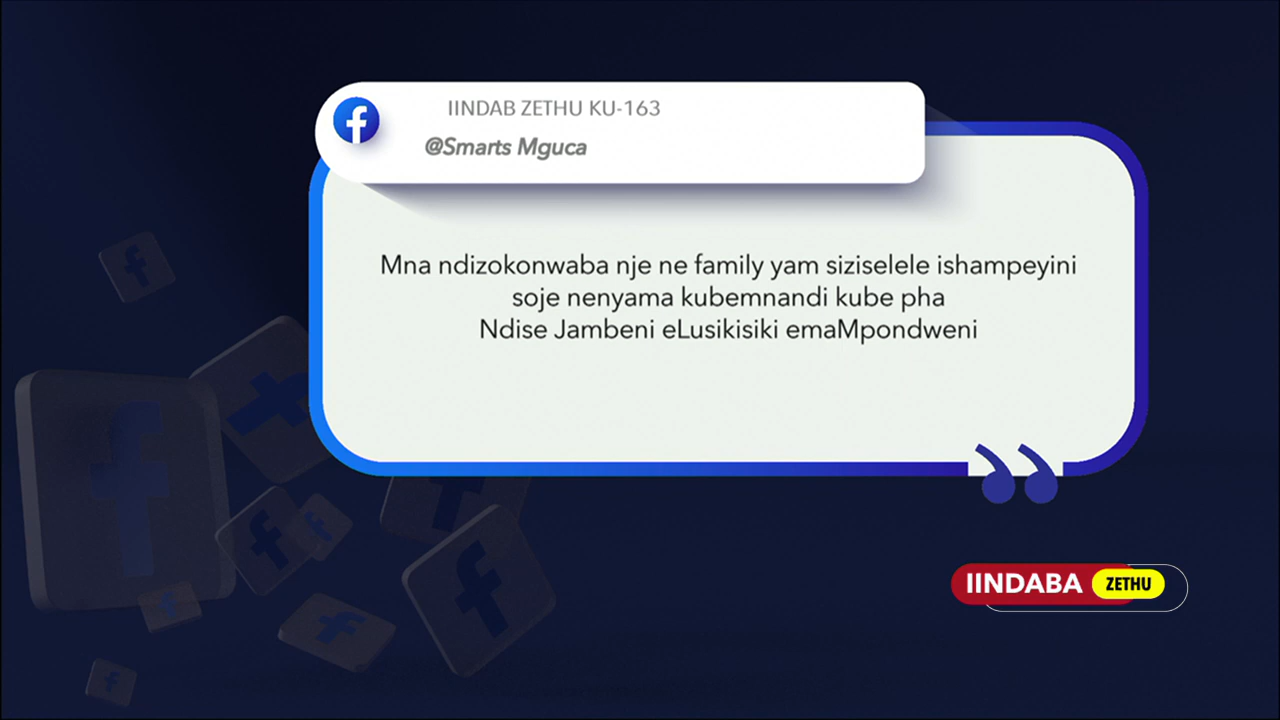 IINDAB ZETHU KU-163
@Smarts Mguca
Mna ndizokonwaba nje ne family yam siziselele ishampeyini
soje nenyama kubemnandi kube pha
Ndise Jambeni eLusikisiki emaMpondweni
IINDABA ZETHU